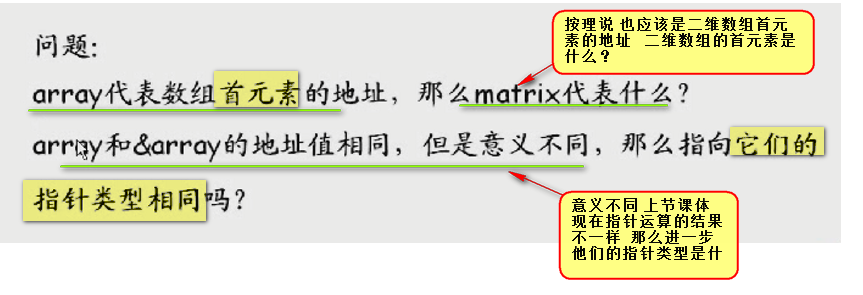 问题:
array代表数组首元素的地址，那么matrix代表什么?
array和&array的地址值相同，但是意义不同，那么指向它们的
指针类型相同吗?
按理说 也应该是二维数组首元
素的地址 二维数组的首元素是
什么？
意义不同 上节课体
现在指针运算的结果
不一样 那么进一步
他们的指针类型是什